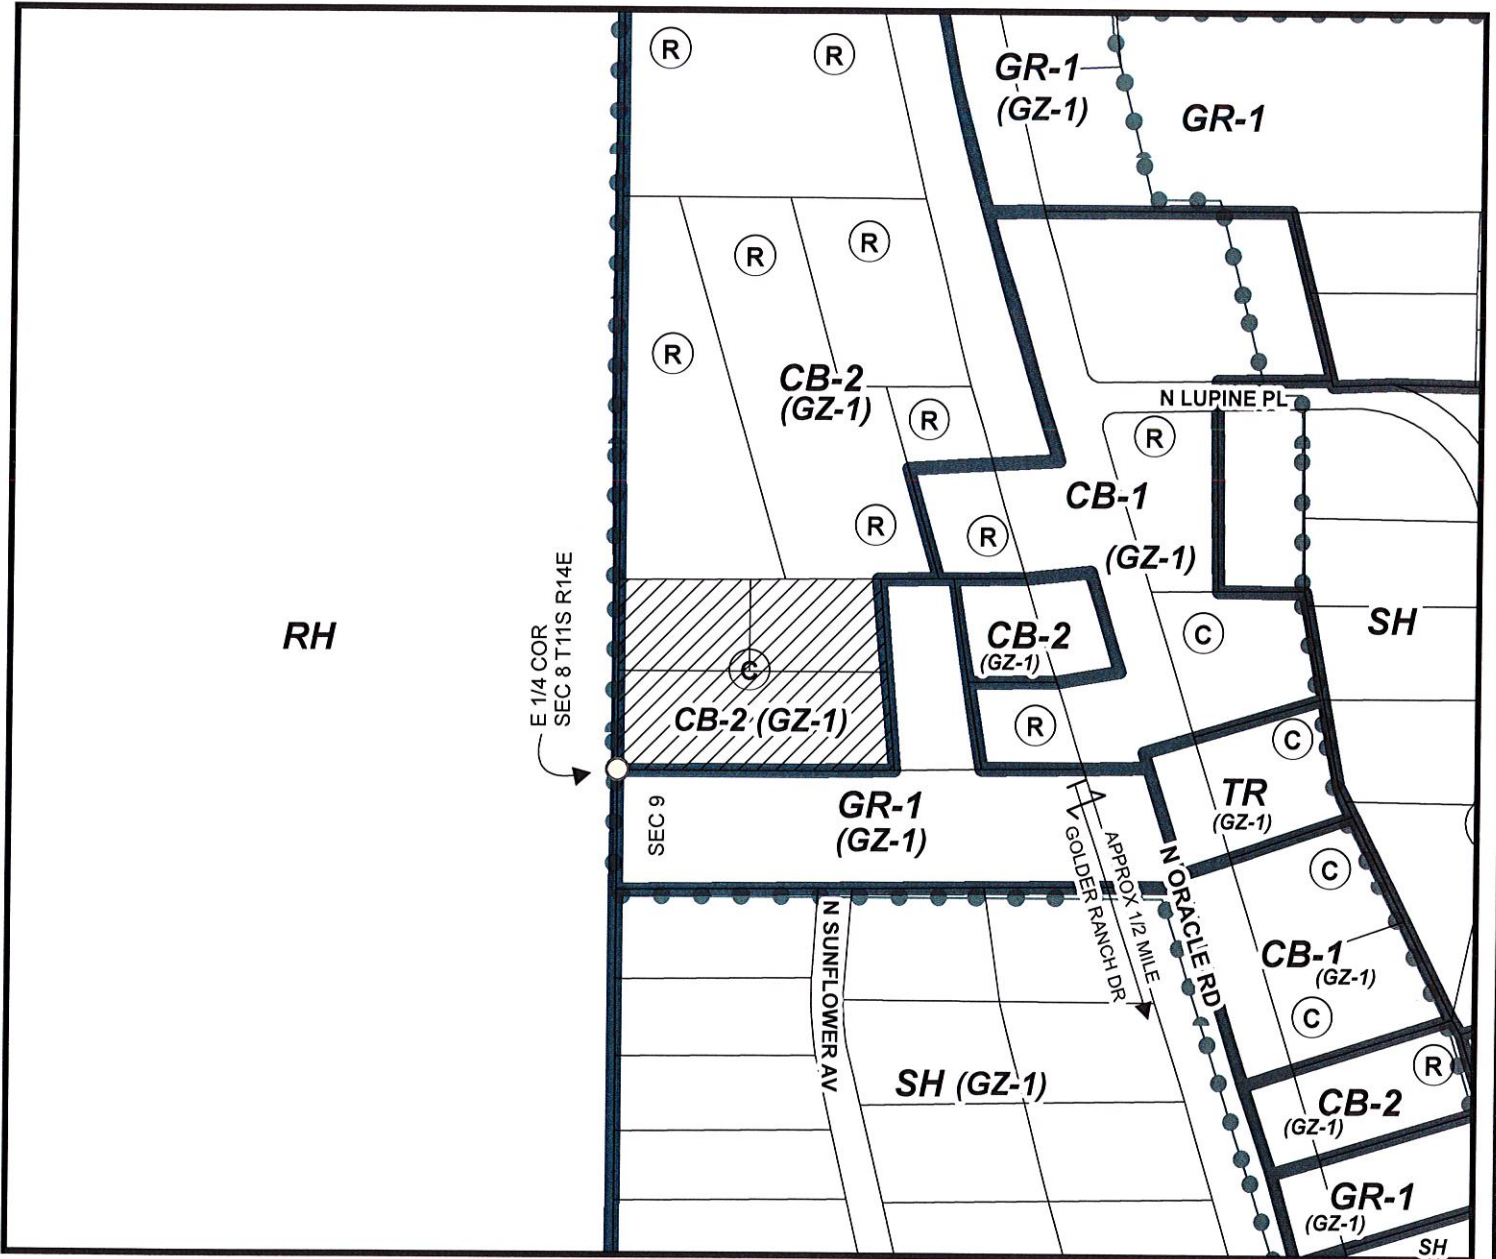 R
R
GR-1
(GZ-1)
GR-1
R
R
R
CB-2
(GZ-1)
R
N LUPINE PL
R
CB-1
(GZ-1)
R
R
E 1/4 COR
SEC 8 T11S R14E
RH
C
CB-2 (GZ-1)
CB-2
(GZ-1)
C
SH
R
C
TR
(GZ-1)
SEC 9
GR-1
(GZ-1)
GOLDER RANCH DR
APPROX 1/2 MILE
N ORACLE RD
C
CB-1
(GZ-1)
C
N SUNFLOWER AV
SH (GZ-1)
R
CB-2
(GZ-1)
GR-1
(GZ-1)
SH